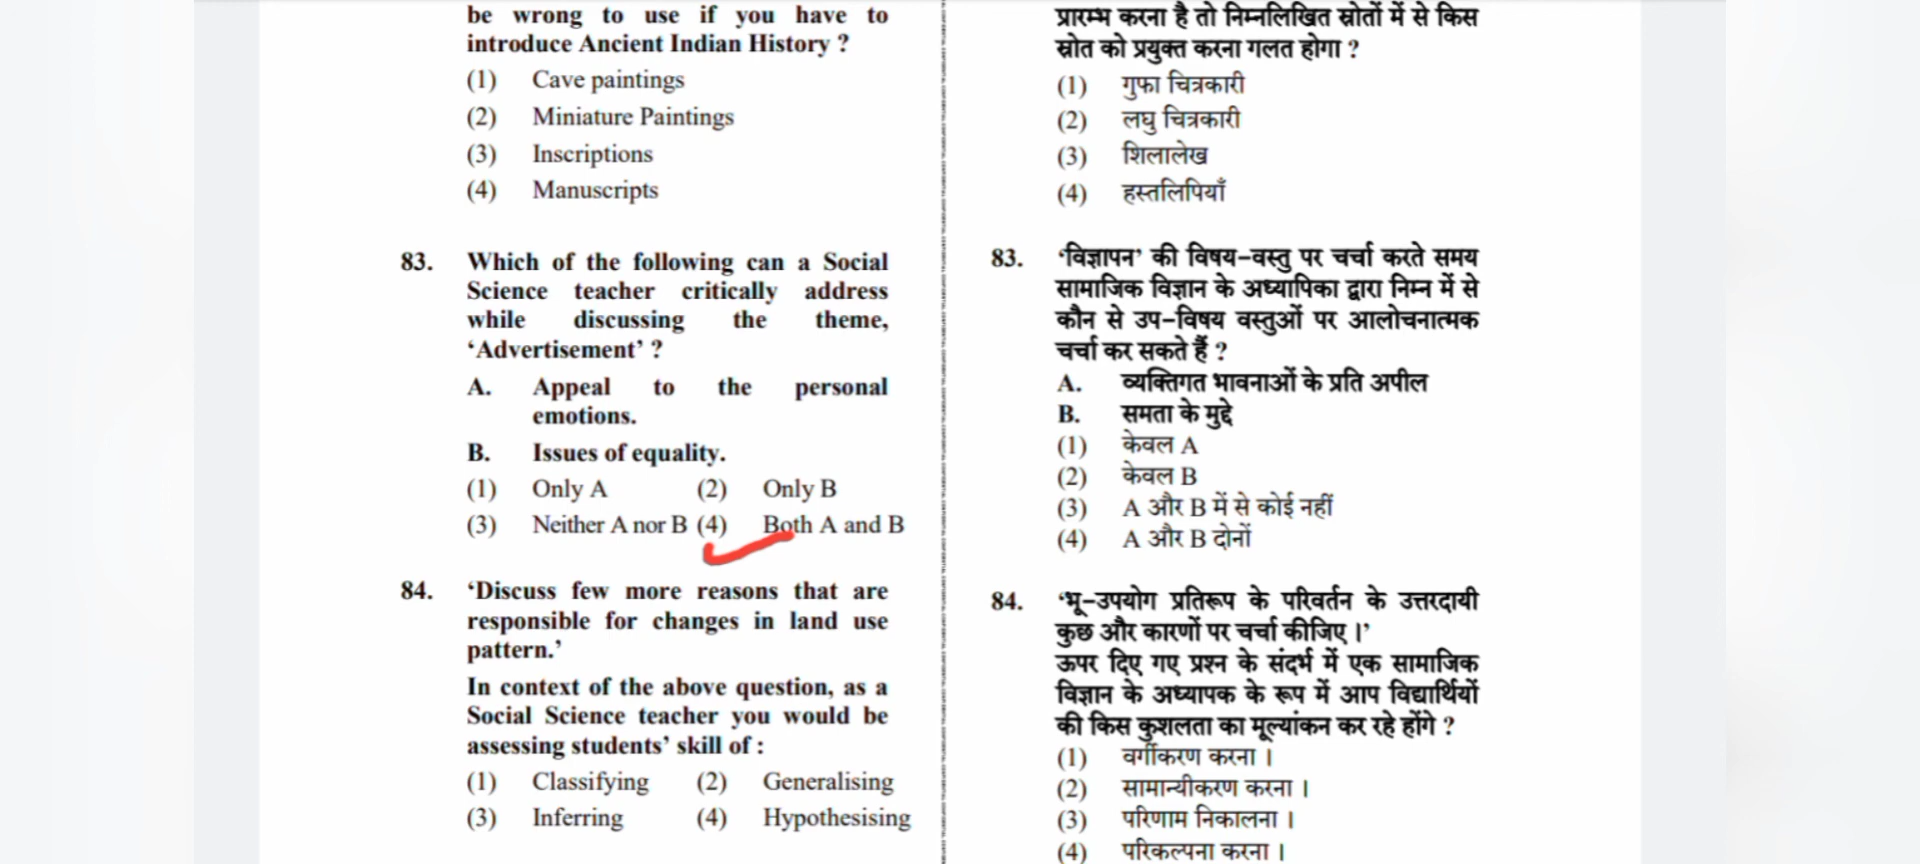 be wrong to use if you have to
introduce Ancient Indian History ?
(1) Cave paintings
(2) Miniature Paintings
(3) Inscriptions
(4) Manuscripts
83. Which of the following can a Social
Science teacher critically address
while discussing the theme,
‘Advertisement’ ?
A. Appeal to the personal
emotions.
B. Issues of equality.
(1) Only A (2) Only B
(3) Neither A nor B (4) Both A and B
84. ‘Discuss few more reasons that are
responsible for changes in land use
pattern.’
In context of the above question, as a
Social Science teacher you would be
assessing students’ skill of :
(1) Classifying (2) Generalising
(3) Inferring (4) Hypothesising
प्रारम्भ करना है तो निम्नलिखित स्रोतों में से किस
स्रोत को प्रयुक्त करना गलत होगा ?
(1) गुफा चित्रकारी
(2) लघु चित्रकारी
(3) शिलालेख
(4) हस्तलिपियाँ
83. ‘विज्ञापन’ की विषय-वस्तु पर चर्चा करते समय
सामाजिक विज्ञान के अध्यापिका द्वारा निम्न में से
कौन से उप-विषय वस्तुओं पर आलोचनात्मक
चर्चा कर सकते हैं ?
A. व्यक्तिगत भावनाओं के प्रति अपील
B. समता के मुद्दे
(1) केवल A
(2) केवल B
(3) A और B में से कोई नहीं
(4) A और B दोनों
84. ‘भू-उपयोग प्रतिरूप के परिवर्तन के उत्तरदायी
कुछ और कारणों पर चर्चा कीजिए ।’
ऊपर दिए गए प्रश्न के संदर्भ में एक सामाजिक
विज्ञान के अध्यापक के रूप में आप विद्यार्थियों
की किस कुशलता का मूल्यांकन कर रहे होंगे ?
(1) वर्गीकरण करना ।
(2) सामान्यीकरण करना ।
(3) परिणाम निकालना ।
(4) परिकल्पना करना ।